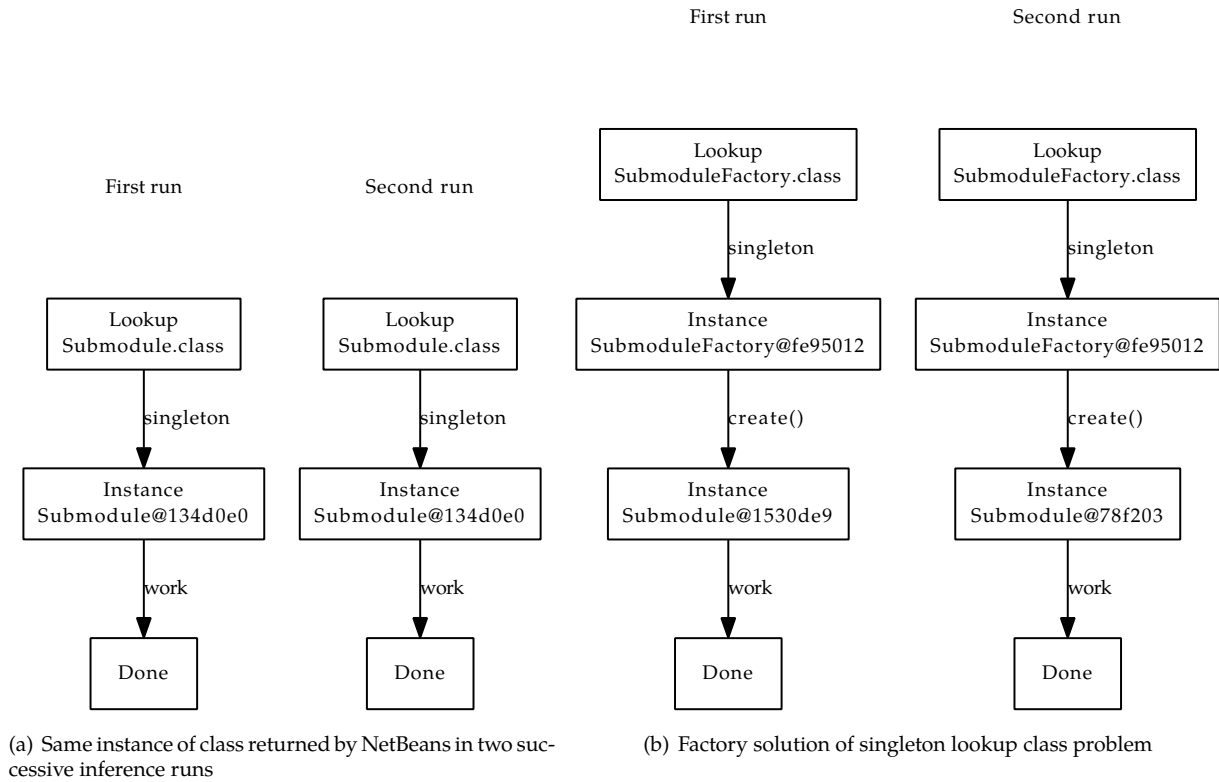 First run
Second run
Lookup
Submodule.class
Lookup
Submodule.class
singleton
singleton
Instance
Submodule@134d0e0
Instance
Submodule@134d0e0
work
work
Done
Done
(a) Same instance of class returned by NetBeans in two suc-
cessive inference runs
First run
Second run
Lookup
SubmoduleFactory.class
Lookup
SubmoduleFactory.class
singleton
singleton
Instance
SubmoduleFactory@fe95012
Instance
SubmoduleFactory@fe95012
create()
create()
Instance
Submodule@1530de9
Instance
Submodule@78f203
work
work
Done
Done
(b) Factory solution of singleton lookup class problem